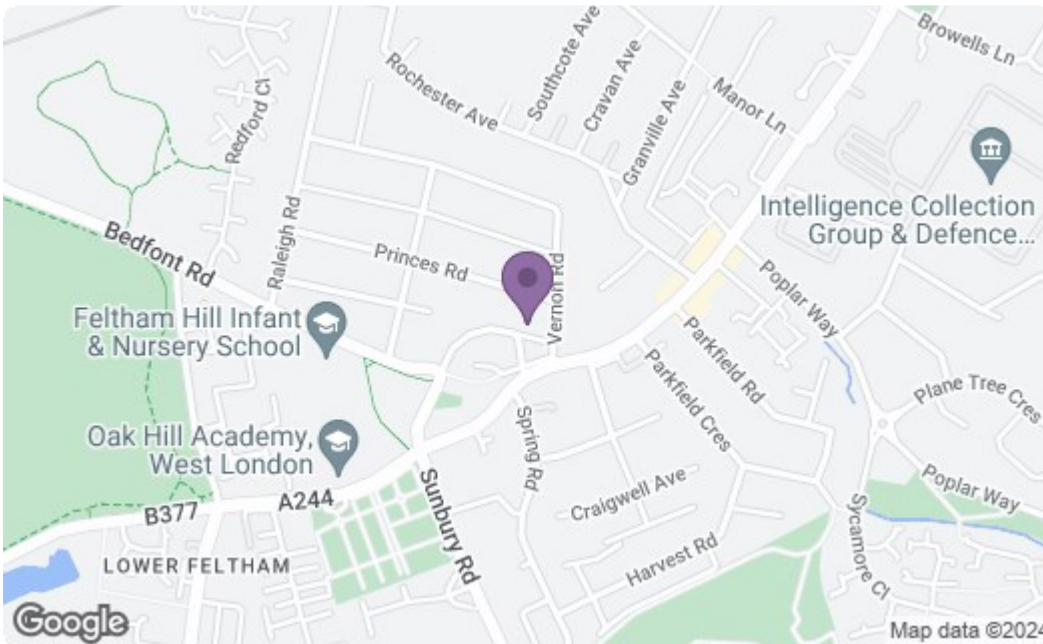 Browells Ln
Southcote Ave
Cravan Ave
Rochester Ave
Granville Ave
Manor Ln
Redford Cl
Intelligence Collection
Group & Defence...
Raleigh Rd
Bedfont Rd
Princes Rd
Vernon Rd
Poplar Way
Feltham Hill Infant
& Nursery School
Parkfield Rd
Parkfield Cres
Plane Tree Cres
Spring Rd
Oak Hill Academy,
West London
Sunbury Rd
Craigwell Ave
Poplar Way
A244
B377
Sycamore Cl
Harvest Rd
LOWER FELTHAM
Google
Map data ©2024